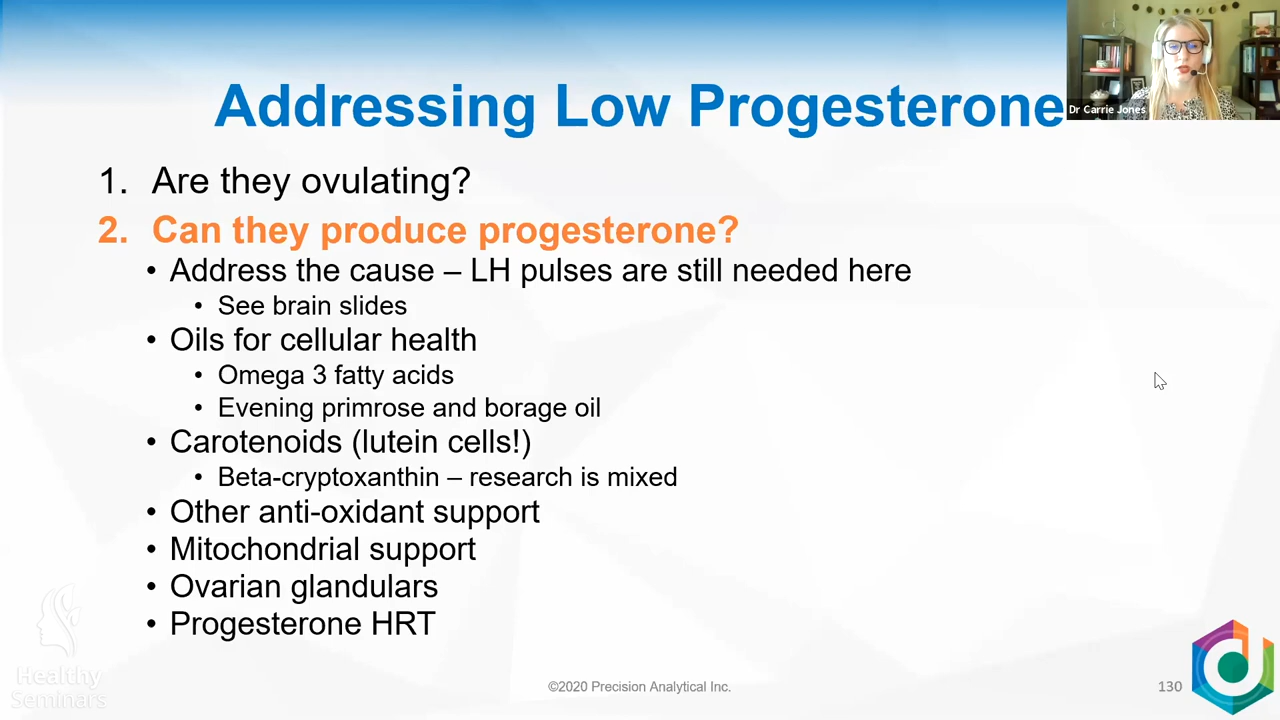 Dr Carrie Jones
Addressing Low Progesterone
1. Are they ovulating?
2. Can they produce progesterone?
• Address the cause – LH pulses are still needed here
• See brain slides
• Oils for cellular health
• Omega 3 fatty acids
• Evening primrose and borage oil
• Carotenoids (lutein cells!)
• Beta-cryptoxanthin – research is mixed
• Other anti-oxidant support
• Mitochondrial support
• Ovarian glandulars
• Progesterone HRT
Healthy
Seminars
©2020 Precision Analytical Inc.
130